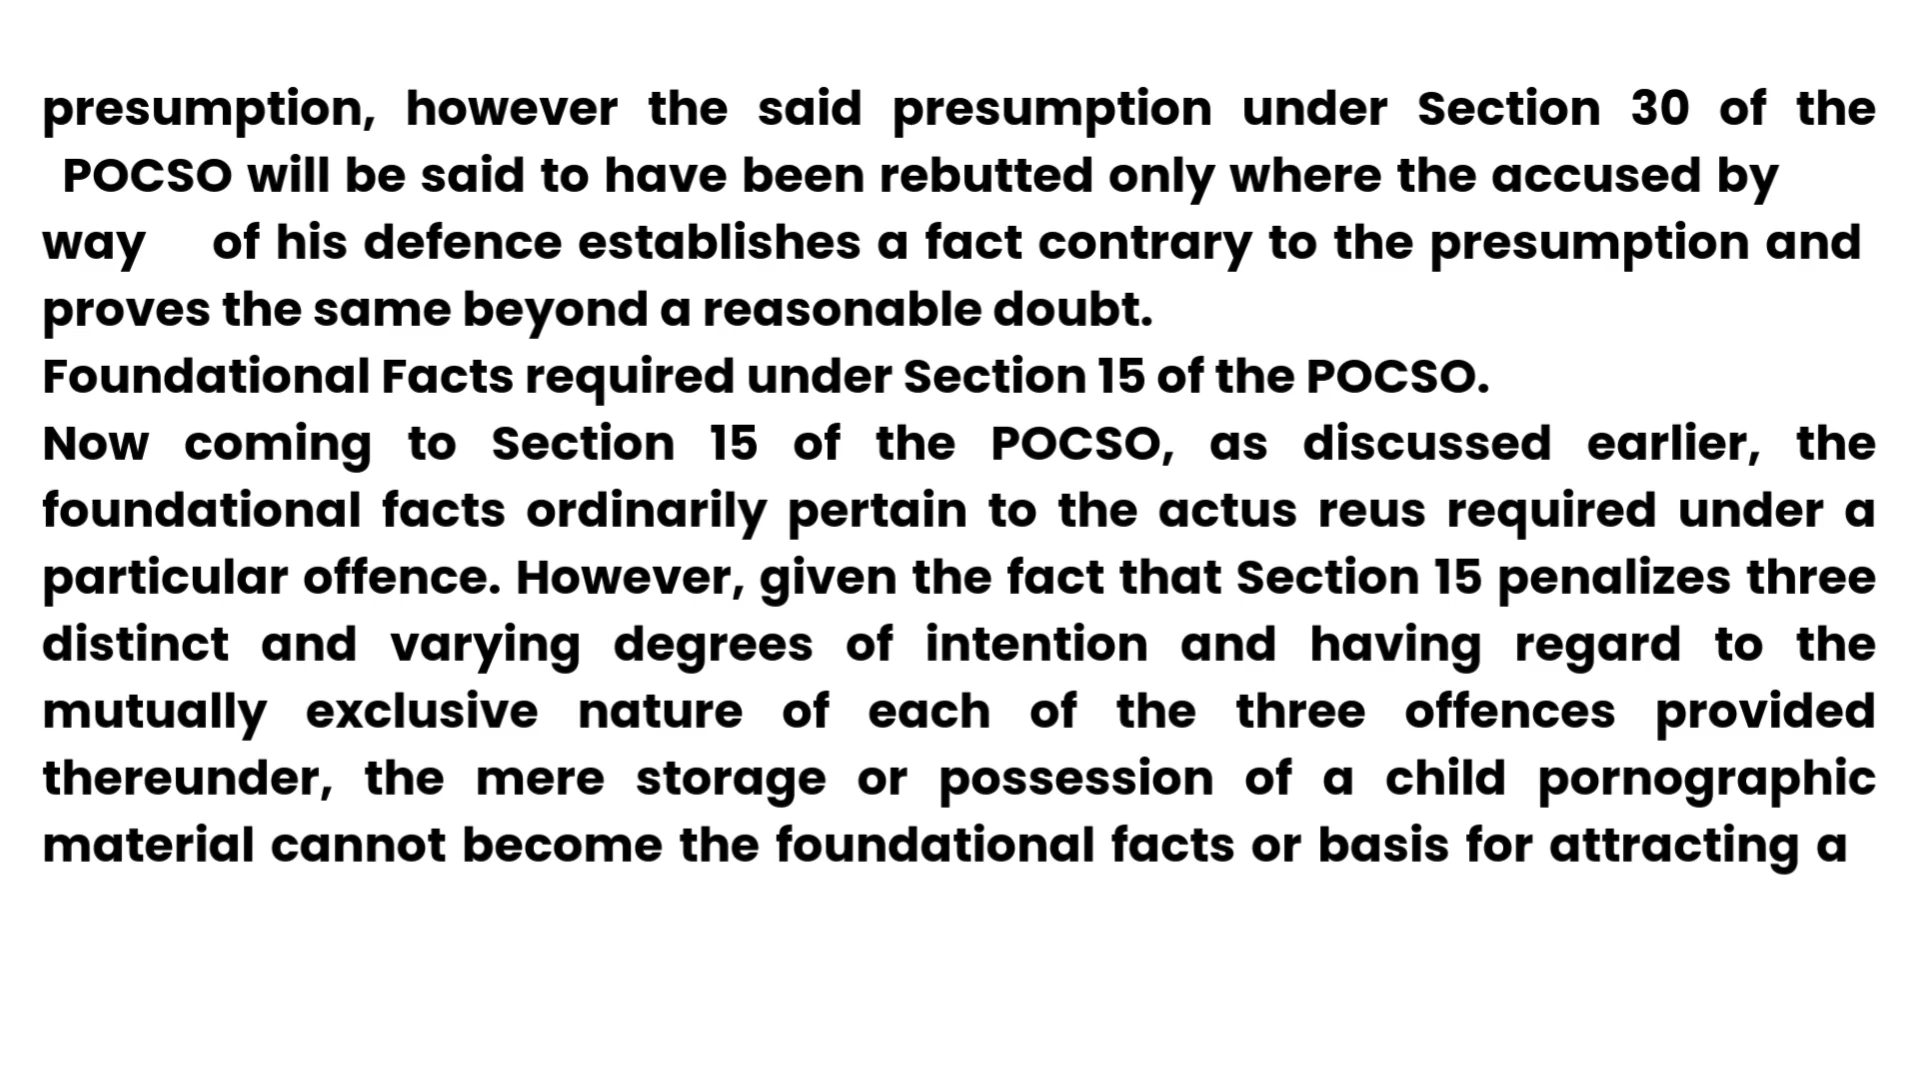 presumption, however the said presumption under Section 30 of the
POCSO will be said to have been rebutted only where the accused by
way of his defence establishes a fact contrary to the presumption and
proves the same beyond a reasonable doubt.
Foundational Facts required under Section 15 of the POCSO.
Now coming to Section 15 of the POCSO, as discussed earlier, the
foundational facts ordinarily pertain to the actus reus required under a
particular offence. However, given the fact that Section 15 penalizes three
distinct and varying degrees of intention and having regard to the
mutually exclusive nature of each of the three offences provided
thereunder, the mere storage or possession of a child pornographic
material cannot become the foundational facts or basis for attracting a